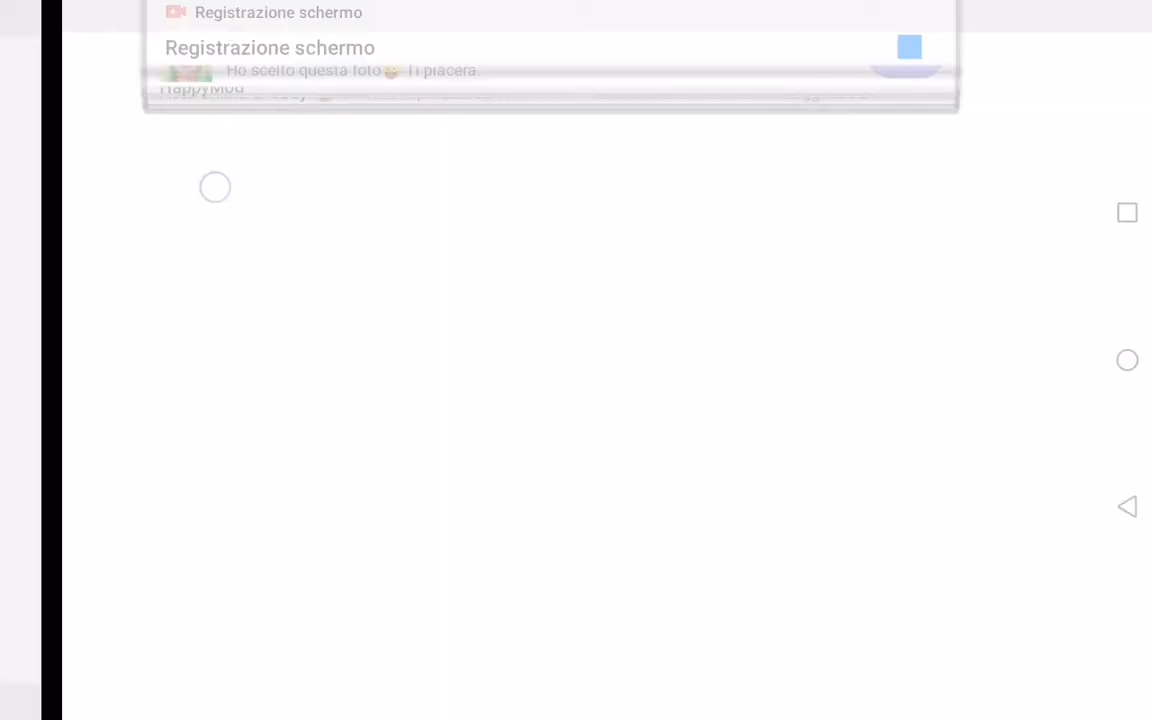 Registrazione schermo
Registrazione schermo
Ho scelto questa foto😛 Ti piacerà.
HappyMod